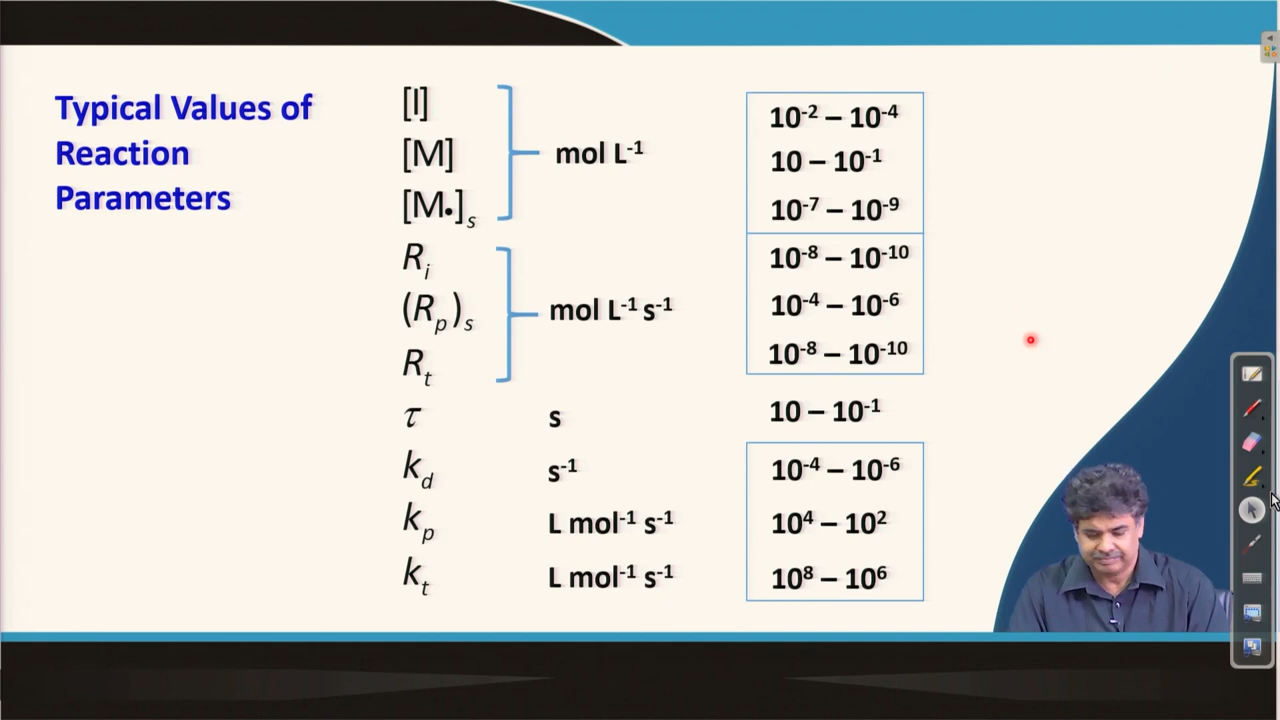 Typical Values of
Reaction
Parameters
[I]
[M]
[M•]ₛ
mol L⁻¹
10⁻² – 10⁻⁴
10 – 10⁻¹
10⁻⁷ – 10⁻⁹
Rᵢ
(Rₚ)ₛ
Rₜ
mol L⁻¹ s⁻¹
10⁻⁸ – 10⁻¹⁰
10⁻⁴ – 10⁻⁶
10⁻⁸ – 10⁻¹⁰
τ s 10 – 10⁻¹
k_d s⁻¹ 10⁻⁴ – 10⁻⁶
kₚ L mol⁻¹ s⁻¹ 10⁴ – 10²
kₜ L mol⁻¹ s⁻¹ 10⁸ – 10⁶